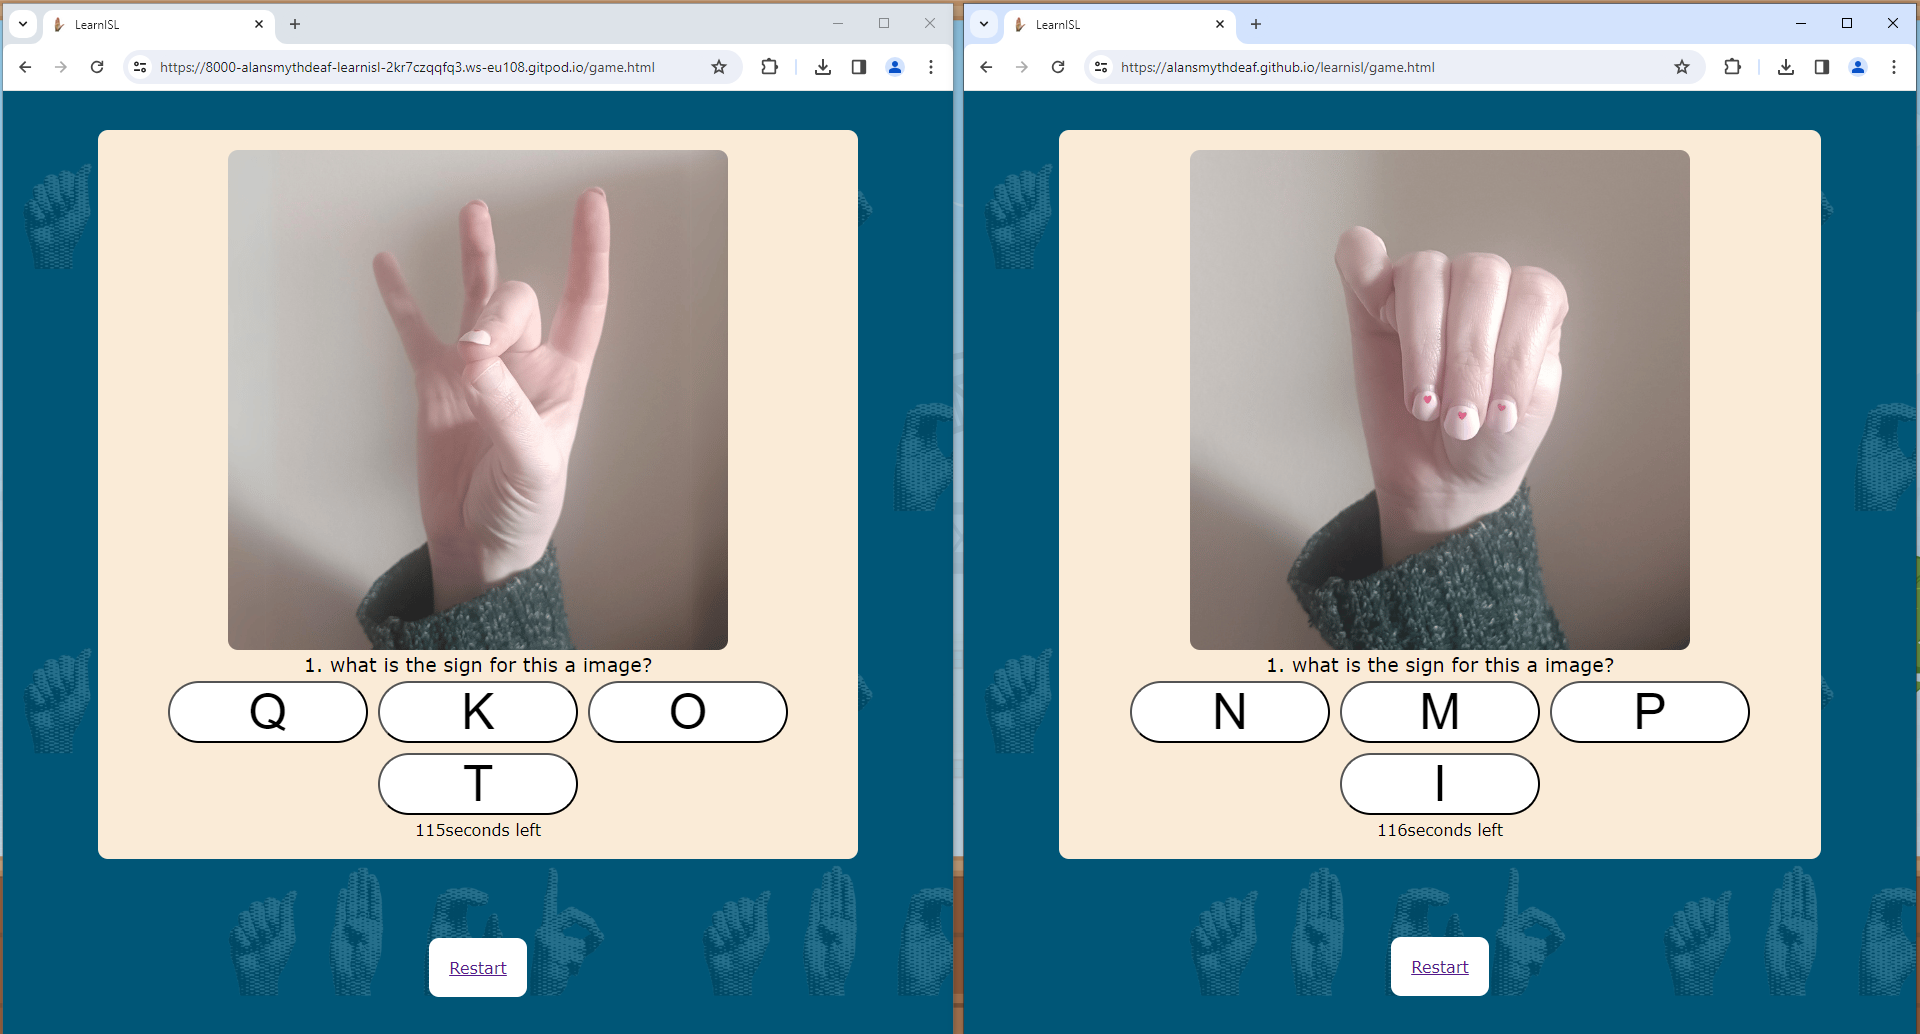 LearnISL
https://8000-alansmythdeaf-learnisl-2kr7czqqfq3.ws-eu108.gitpod.io/game.html
1. what is the sign for this a image?
Q K O
T
115seconds left
Restart
LearnISL
https://alansmythdeaf.github.io/learnisl/game.html
1. what is the sign for this a image?
N M P
I
116seconds left
Restart